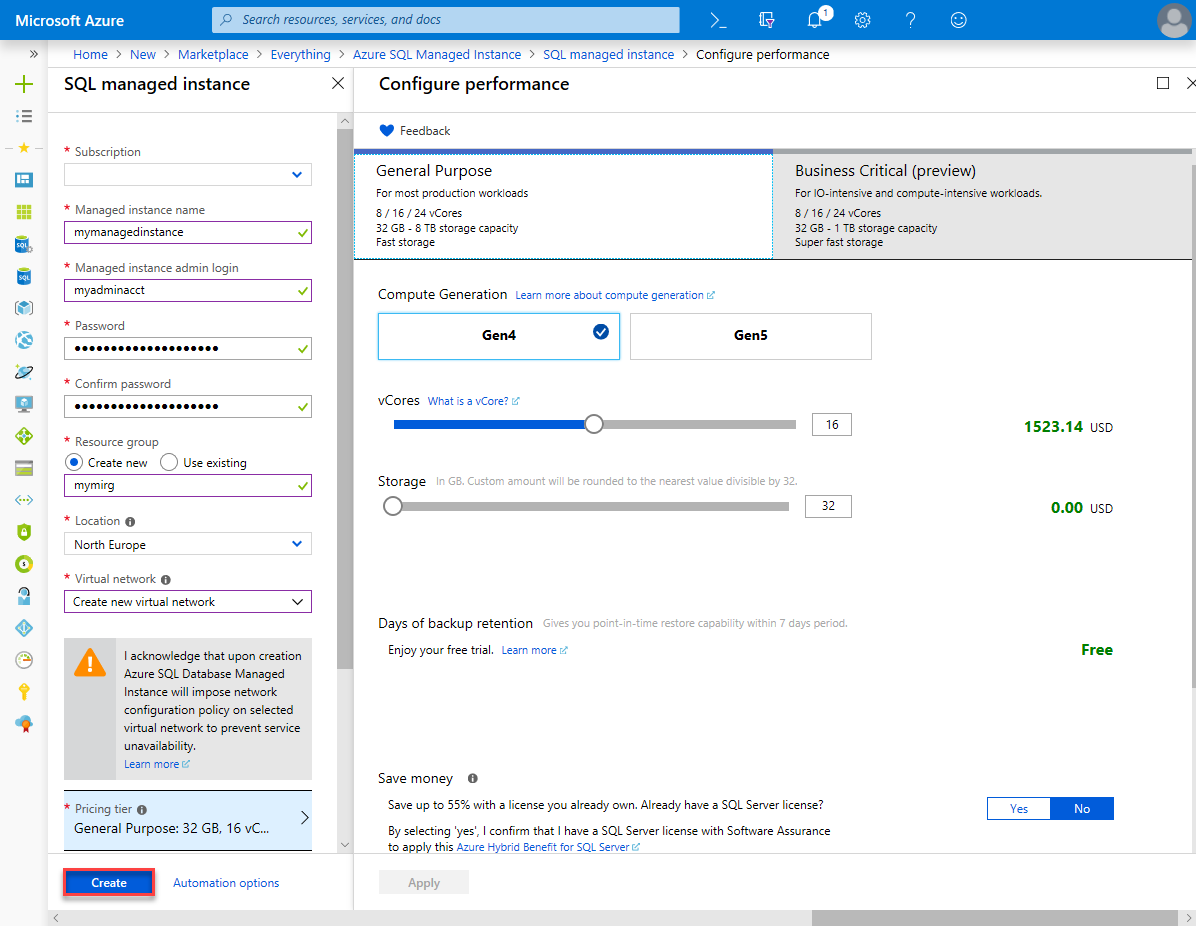 Microsoft Azure
Search resources, services, and docs
1
Home > New > Marketplace > Everything > Azure SQL Managed Instance > SQL managed instance > Configure performance
SQL managed instance
* Subscription
* Managed instance name
mymanagedinstance
* Managed instance admin login
myadminacct
* Password
••••••••••••••••••••
* Confirm password
••••••••••••••••••••
* Resource group
Create new Use existing
mymirg
* Location
North Europe
* Virtual network
Create new virtual network
I acknowledge that upon creation
Azure SQL Database Managed
Instance will impose network
configuration policy on selected
virtual network to prevent service
unavailability.
Learn more
* Pricing tier
General Purpose: 32 GB, 16 vC...
Create Automation options
Configure performance
Feedback
General Purpose
For most production workloads
8 / 16 / 24 vCores
32 GB - 8 TB storage capacity
Fast storage
Business Critical (preview)
For IO-intensive and compute-intensive workloads.
8 / 16 / 24 vCores
32 GB - 1 TB storage capacity
Super fast storage
Compute Generation Learn more about compute generation
Gen4 Gen5
vCores What is a vCore?
16 1523.14 USD
Storage In GB. Custom amount will be rounded to the nearest value divisible by 32.
32 0.00 USD
Days of backup retention Gives you point-in-time restore capability within 7 days period.
Enjoy your free trial. Learn more Free
Save money
Save up to 55% with a license you already own. Already have a SQL Server license? Yes No
By selecting 'yes', I confirm that I have a SQL Server license with Software Assurance
to apply this Azure Hybrid Benefit for SQL Server
Apply